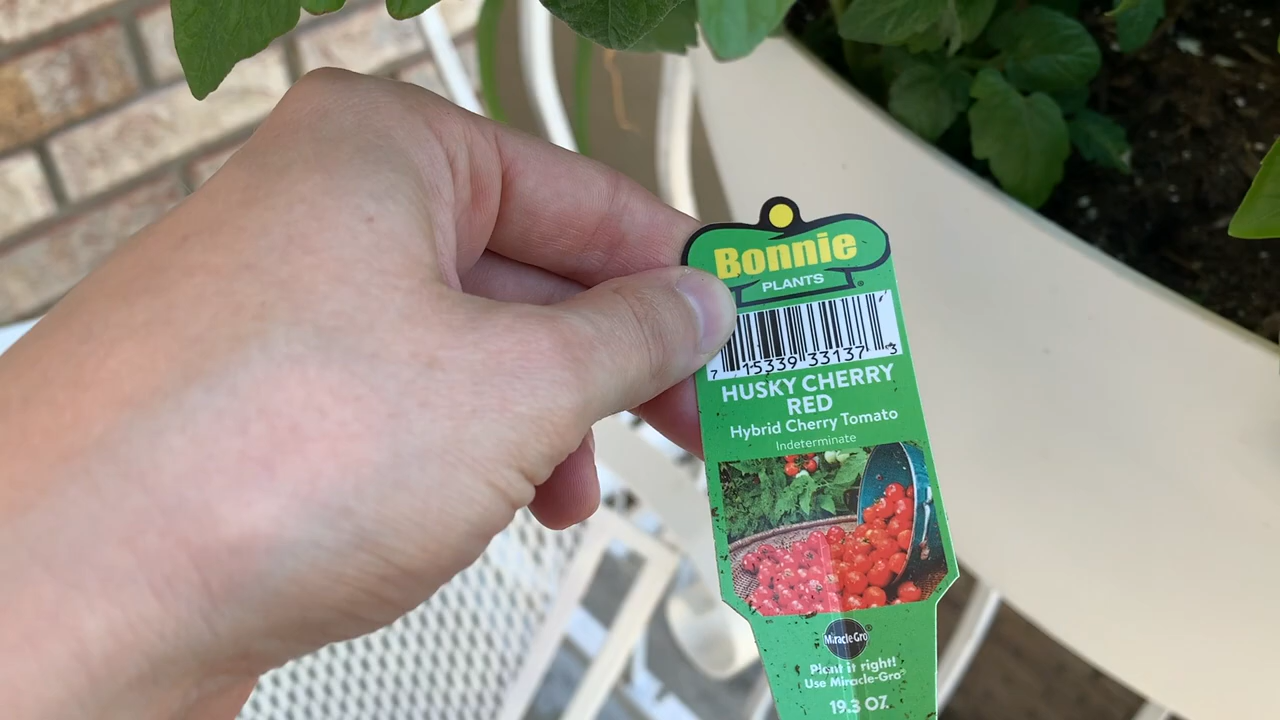 Bonnie
PLANTS
7 15339 33137 3
HUSKY CHERRY
RED
Hybrid Cherry Tomato
Indeterminate
Miracle-Gro®
Plant it right!
Use Miracle-Gro®
19.3 OZ.